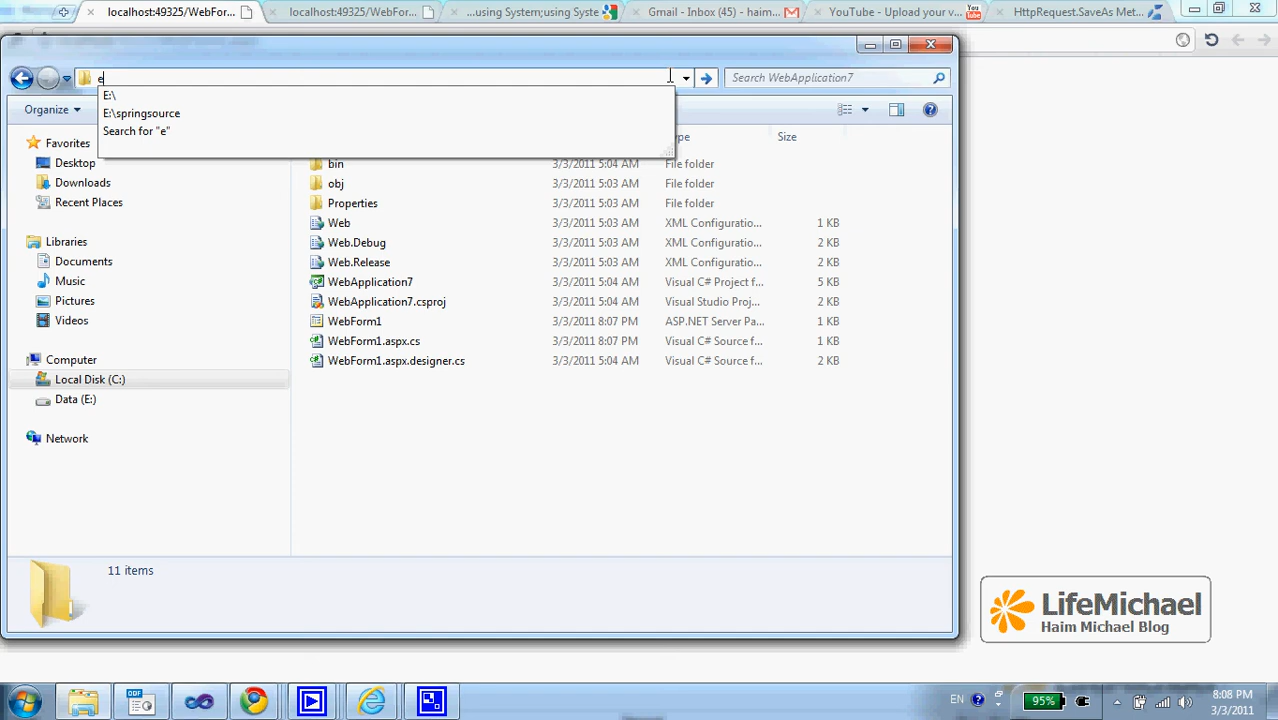 localhost:49325/WebFor...
localhost:49325/WebFor...
...using System;using Syste
Gmail - Inbox (45) - haim...
YouTube - Upload your v...
You
Tube
HttpRequest.SaveAs Met...
e
Search WebApplication7
E:\
E:\springsource
Search for "e"
Organize
pe
Size
Favorites
Desktop
Downloads
Recent Places
Libraries
Documents
Music
Pictures
Videos
Computer
Local Disk (C:)
Data (E:)
Network
bin 3/3/2011 5:04 AM File folder
obj 3/3/2011 5:03 AM File folder
Properties 3/3/2011 5:03 AM File folder
Web 3/3/2011 5:03 AM XML Configuratio... 1 KB
Web.Debug 3/3/2011 5:03 AM XML Configuratio... 2 KB
Web.Release 3/3/2011 5:03 AM XML Configuratio... 2 KB
WebApplication7 3/3/2011 5:04 AM Visual C# Project f... 5 KB
WebApplication7.csproj 3/3/2011 5:04 AM Visual Studio Proj... 2 KB
WebForm1 3/3/2011 8:07 PM ASP.NET Server Pa... 1 KB
WebForm1.aspx.cs 3/3/2011 8:07 PM Visual C# Source f... 1 KB
WebForm1.aspx.designer.cs 3/3/2011 5:04 AM Visual C# Source f... 2 KB
11 items
LifeMichael
Haim Michael Blog
ODF
EN
95%
8:08 PM
3/3/2011